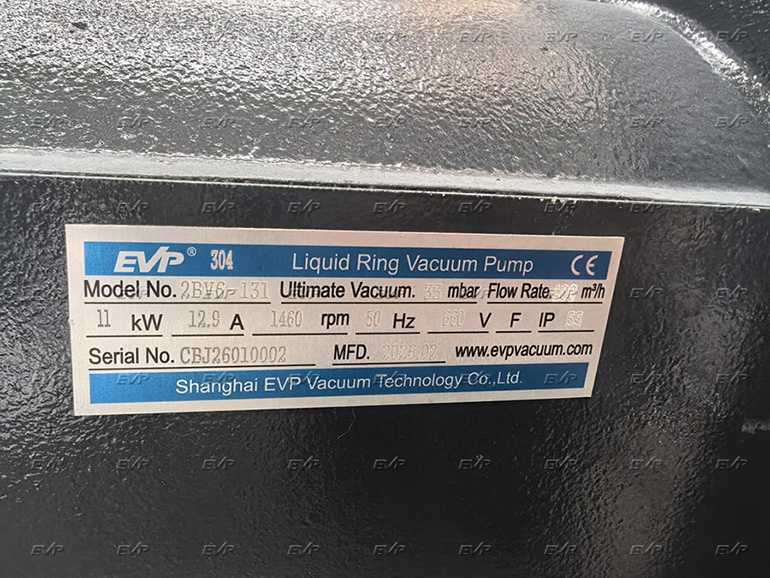 EVP® 304 Liquid Ring Vacuum Pump CE
Model No. 2BV6-131 Ultimate Vacuum. 33 mbar Flow Rate. m³/h
11 kW 12.9 A 1460 rpm 50 Hz 660 V F IP 55
Serial No. CBJ26010002 MFD. 2026.02 www.evpvacuum.com
Shanghai EVP Vacuum Technology Co.,Ltd.